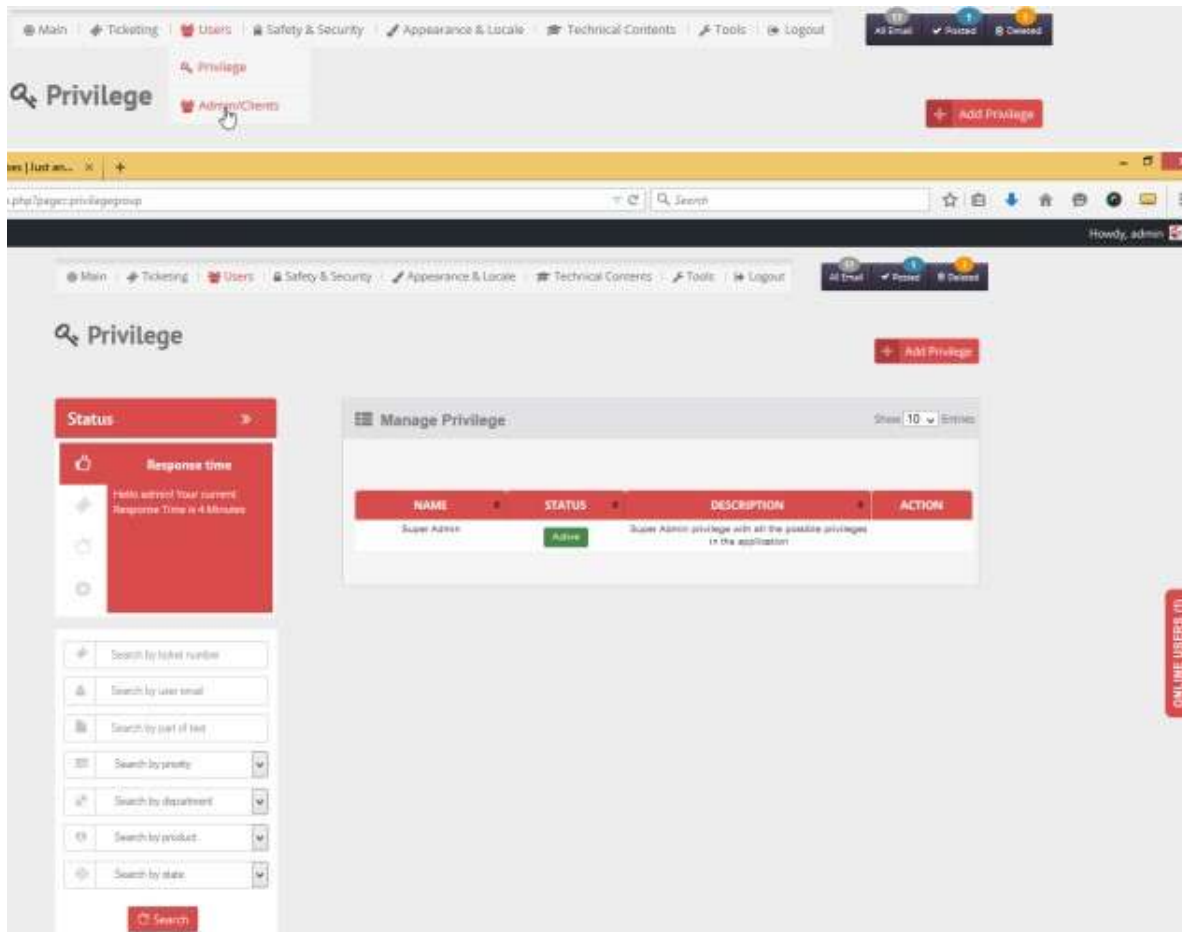 Main Ticketing Users Safety & Security Appearance & Locale Technical Contents Tools Logout All Email 1 Posted Deleted
Privilege
Privilege
Admin/Clients
Add Privilege
Search
Howdy, admin
Main Ticketing Users Safety & Security Appearance & Locale Technical Contents Tools Logout All Email Posted Deleted
Privilege
Add Privilege
Status »
Manage Privilege
Show 10 Entries
Response time
Hello admin! Your current
Response Time is 4 Minutes
NAME STATUS DESCRIPTION ACTION
Super Admin Active Super Admin privilege with all the possible privileges
in the application
ONLINE USERS (1)
Search by ticket number
Search by user email
Search by part of text
Search by priority
Search by department
Search by product
Search by state
Search